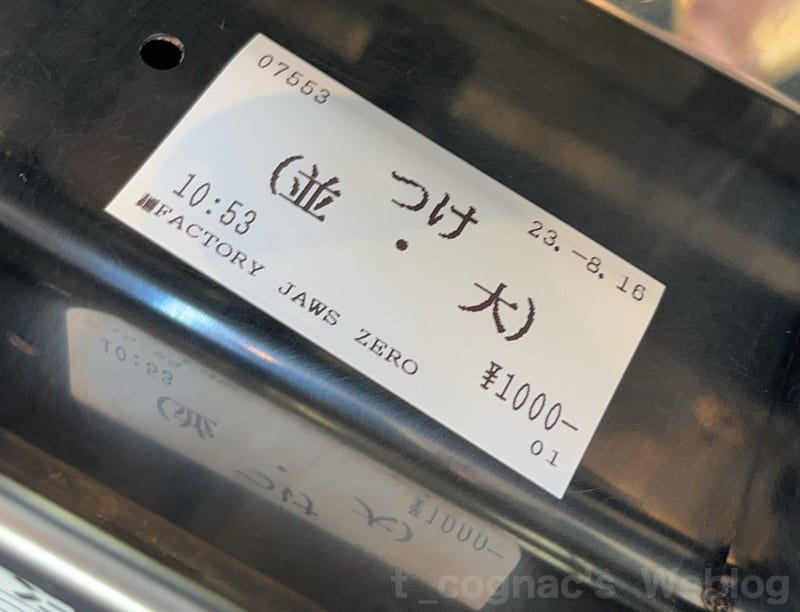 07553
つけ
23.-8.16
(並 ・ 大)
10:53
¥1000-
FACTORY JAWS ZERO
01
t_cognac's Weblog